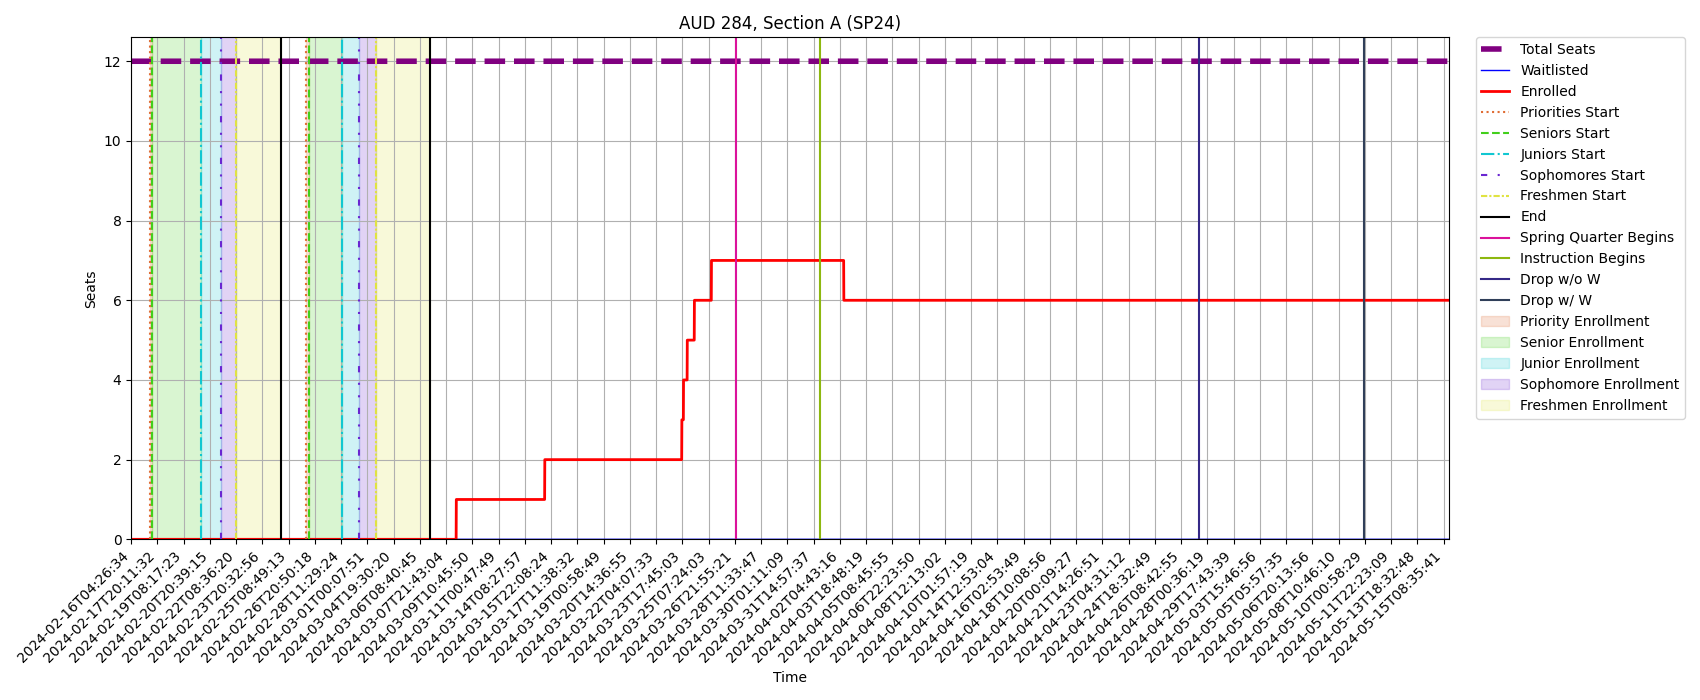 AUD 284, Section A (SP24)
Total Seats
Waitlisted
Enrolled
Priorities Start
Seniors Start
Juniors Start
Sophomores Start
Freshmen Start
End
Spring Quarter Begins
Instruction Begins
Drop w/o W
Drop w/ W
Priority Enrollment
Senior Enrollment
Junior Enrollment
Sophomore Enrollment
Freshmen Enrollment
Seats
12
10
8
6
4
2
0
2024-02-16T04:26:34
2024-02-17T20:11:32
2024-02-19T08:17:23
2024-02-20T20:39:15
2024-02-22T08:36:20
2024-02-23T20:32:56
2024-02-25T08:49:13
2024-02-26T20:50:18
2024-02-28T11:29:24
2024-03-01T00:07:51
2024-03-04T19:30:20
2024-03-06T08:40:45
2024-03-07T21:43:04
2024-03-09T10:45:50
2024-03-11T00:47:49
2024-03-14T08:27:57
2024-03-15T22:08:24
2024-03-17T11:38:32
2024-03-19T00:58:49
2024-03-20T14:36:55
2024-03-22T04:07:33
2024-03-23T17:45:03
2024-03-25T07:24:03
2024-03-26T21:55:21
2024-03-28T11:33:47
2024-03-30T01:11:09
2024-03-31T14:57:37
2024-04-02T04:43:16
2024-04-03T18:48:19
2024-04-05T08:45:55
2024-04-06T22:23:50
2024-04-08T12:13:02
2024-04-10T01:57:19
2024-04-14T12:53:04
2024-04-16T02:53:49
2024-04-18T10:08:56
2024-04-20T00:09:27
2024-04-21T14:26:51
2024-04-23T04:31:12
2024-04-24T18:32:49
2024-04-26T08:42:55
2024-04-28T00:36:19
2024-04-29T17:43:39
2024-05-03T15:46:56
2024-05-05T05:57:35
2024-05-06T20:13:56
2024-05-08T10:46:10
2024-05-10T00:58:29
2024-05-11T22:23:09
2024-05-13T18:32:48
2024-05-15T08:35:41
Time